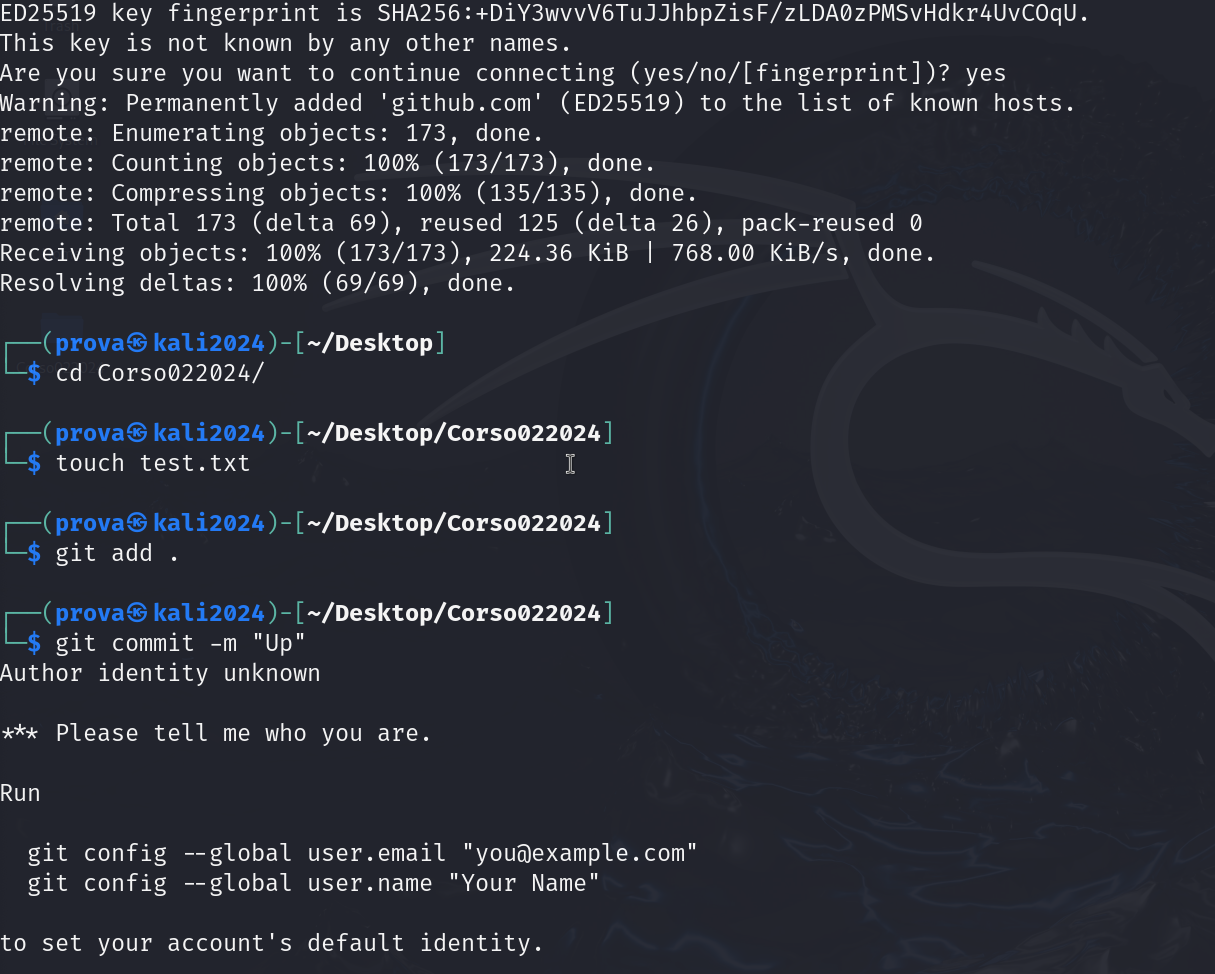 ED25519 key fingerprint is SHA256:+DiY3wvvV6TuJJhbpZisF/zLDA0zPMSvHdkr4UvCOqU.
This key is not known by any other names.
Are you sure you want to continue connecting (yes/no/[fingerprint])? yes
Warning: Permanently added 'github.com' (ED25519) to the list of known hosts.
remote: Enumerating objects: 173, done.
remote: Counting objects: 100% (173/173), done.
remote: Compressing objects: 100% (135/135), done.
remote: Total 173 (delta 69), reused 125 (delta 26), pack-reused 0
Receiving objects: 100% (173/173), 224.36 KiB | 768.00 KiB/s, done.
Resolving deltas: 100% (69/69), done.
┌──(prova㉿kali2024)-[~/Desktop]
└─$ cd Corso022024/
┌──(prova㉿kali2024)-[~/Desktop/Corso022024]
└─$ touch test.txt
┌──(prova㉿kali2024)-[~/Desktop/Corso022024]
└─$ git add .
┌──(prova㉿kali2024)-[~/Desktop/Corso022024]
└─$ git commit -m "Up"
Author identity unknown
*** Please tell me who you are.
Run
  git config --global user.email "you@example.com"
  git config --global user.name "Your Name"
to set your account's default identity.